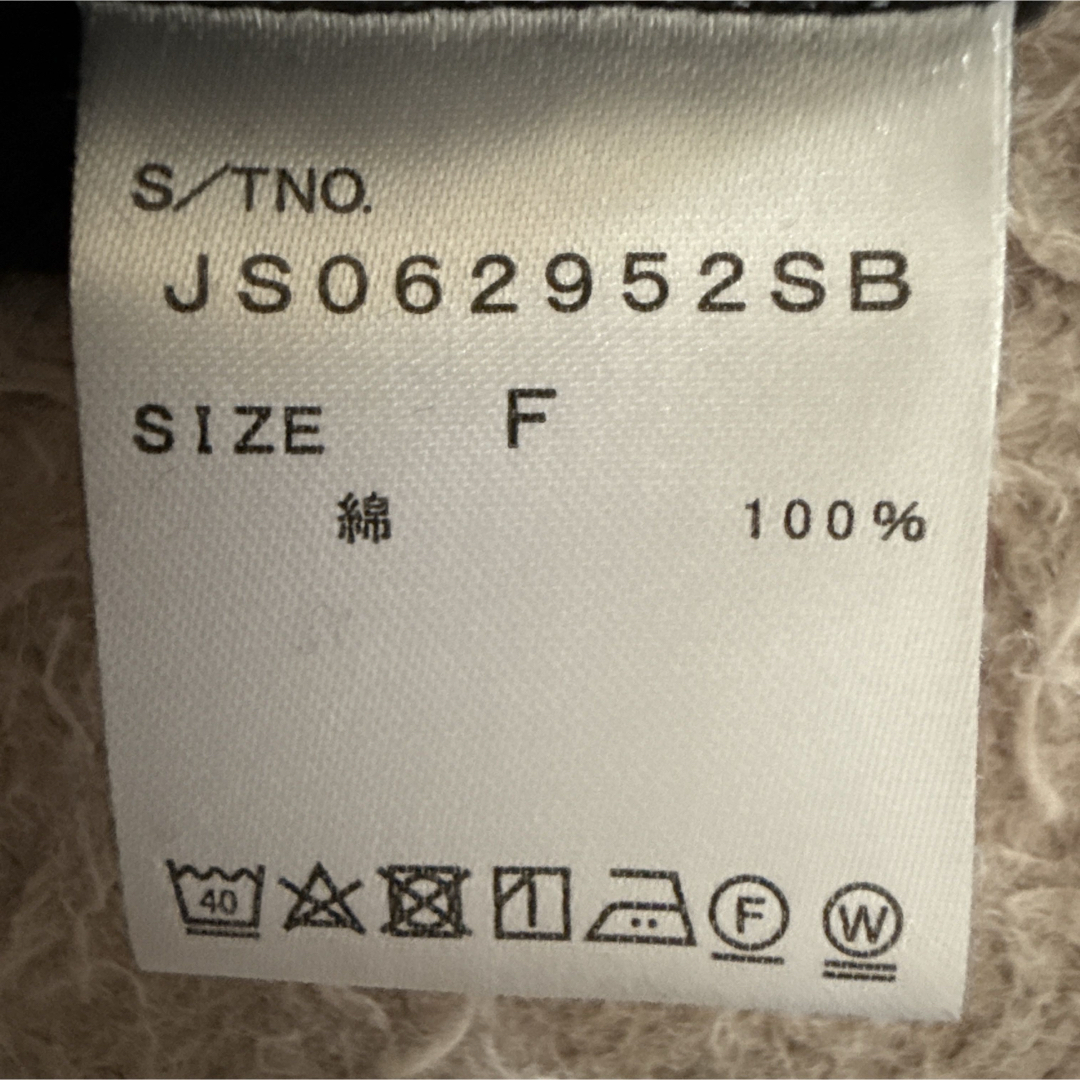 S/TNO.
JS062952SB
SIZE F
綿 100%
40 F W